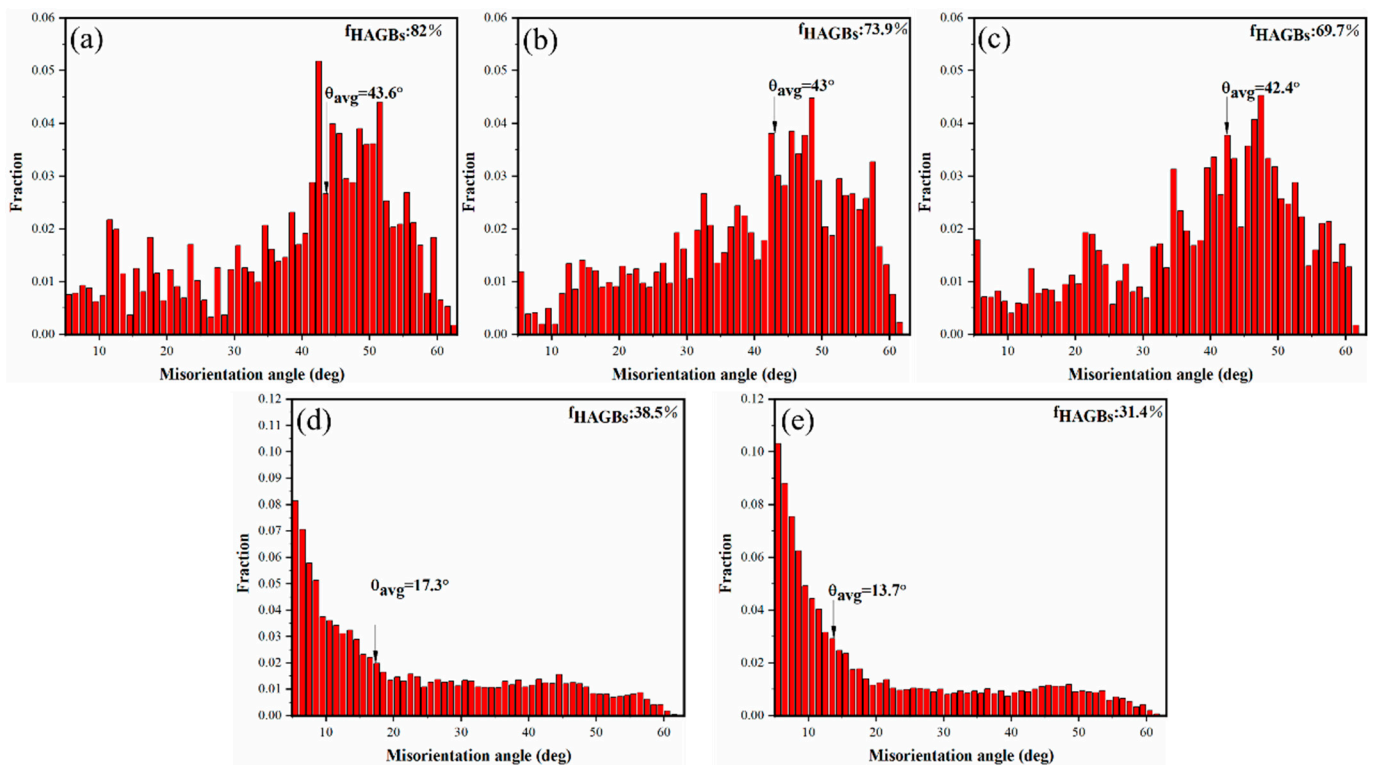 (a)
fHAGBs:82%
θavg=43.6°
0.06
0.05
0.04
0.03
0.02
0.01
0.00
Fraction
10 20 30 40 50 60
Misorientation angle (deg)
(b)
fHAGBs:73.9%
θavg=43°
0.06
0.05
0.04
0.03
0.02
0.01
0.00
Fraction
10 20 30 40 50 60
Misorientation angle (deg)
(c)
fHAGBs:69.7%
θavg=42.4°
0.06
0.05
0.04
0.03
0.02
0.01
0.00
Fraction
10 20 30 40 50 60
Misorientation angle (deg)
(d)
fHAGBs:38.5%
θavg=17.3°
0.12
0.11
0.10
0.09
0.08
0.07
0.06
0.05
0.04
0.03
0.02
0.01
0.00
Fraction
10 20 30 40 50 60
Misorientation angle (deg)
(e)
fHAGBs:31.4%
θavg=13.7°
0.12
0.10
0.08
0.06
0.04
0.02
0.00
Fraction
10 20 30 40 50 60
Misorientation angle (deg)